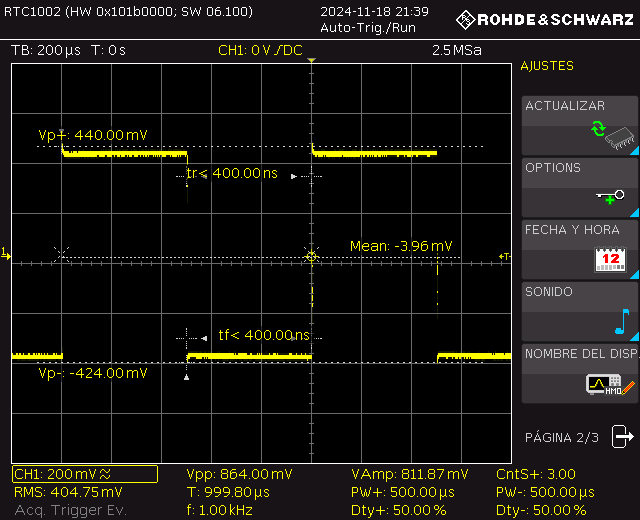 RTC1002 (HW 0x101b0000; SW 06.100)
2024-11-18 21:39
Auto-Trig./Run
ROHDE&SCHWARZ
TB: 200 µs T: 0 s
CH1: 0 V / DC
2.5 MSa
AJUSTES
ACTUALIZAR
OPTIONS
FECHA Y HORA
12
SONIDO
NOMBRE DEL DISP.
HMO
PÁGINA 2/3
Vp+: 440.00 mV
tr< 400.00 ns
Mean: -3.96 mV
1
T
tf< 400.00 ns
Vp-: -424.00 mV
CH1: 200 mV
Vpp: 864.00 mV
VAmp: 811.87 mV
CntS+: 3.00
RMS: 404.75 mV
T: 999.80 µs
PW+: 500.00 µs
PW-: 500.00 µs
Acq. Trigger Ev.
f: 1.00 kHz
Dty+: 50.00 %
Dty-: 50.00 %